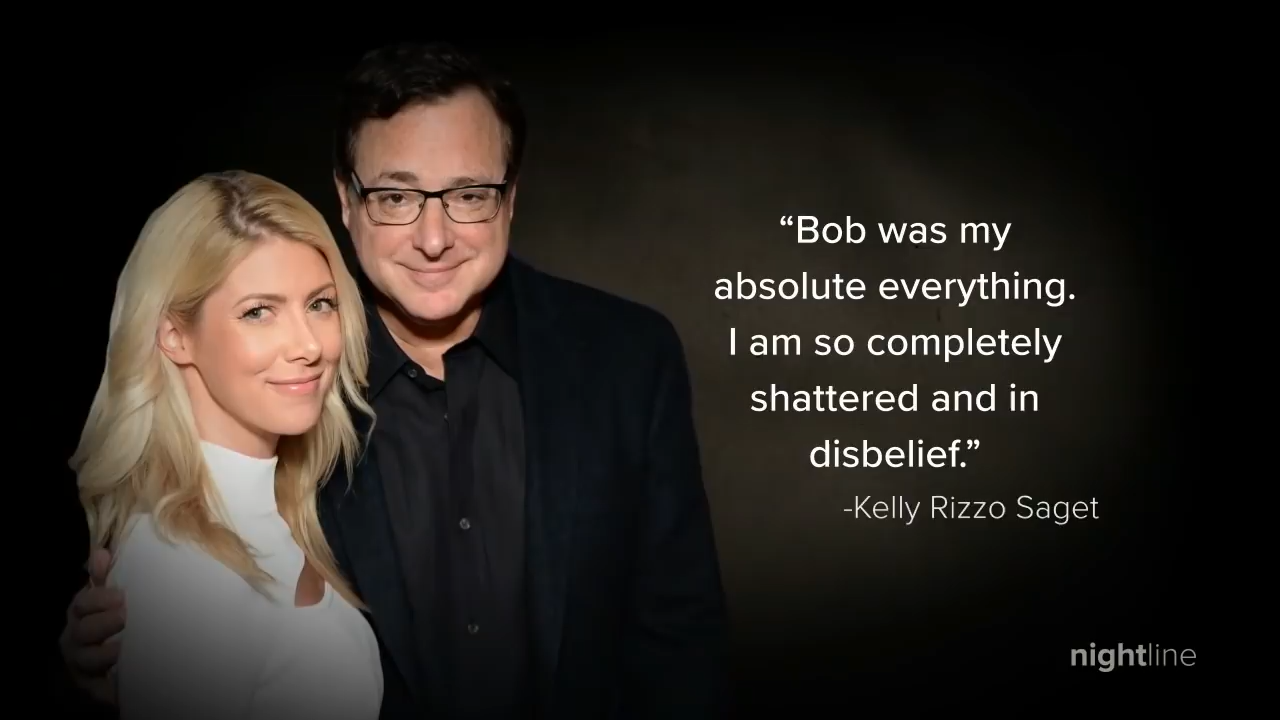 “Bob was my
absolute everything.
I am so completely
shattered and in
disbelief.”
-Kelly Rizzo Saget
nightline